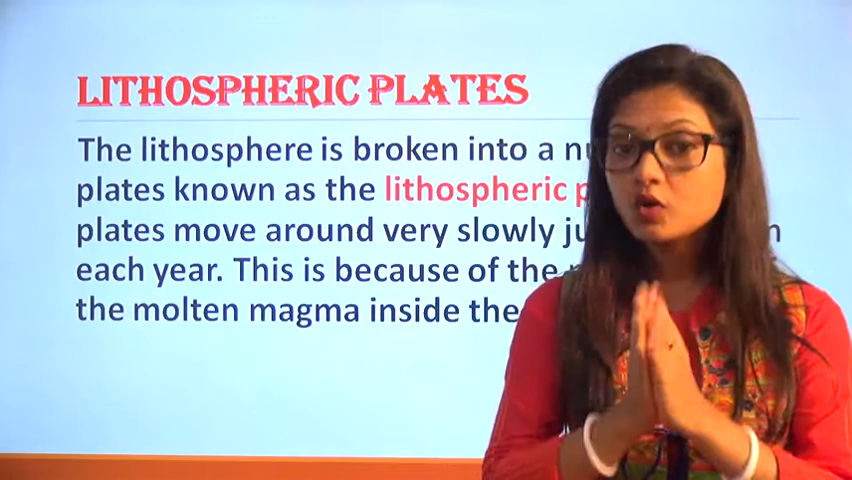 LITHOSPHERIC PLATES
The lithosphere is broken into a
plates known as the lithospheric
plates move around very slowly
each year. This is because of the
the molten magma inside the